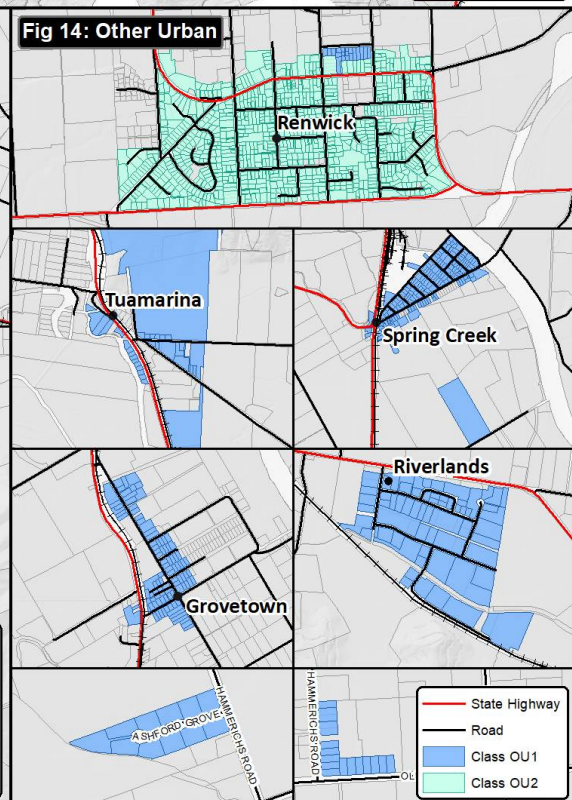 Fig 14: Other Urban
Renwick
Tuamarina
Spring Creek
Grovetown
Riverlands
ASHFORD GROVE
HAMMERICHS ROAD
HAMMERICHS ROAD
OL
State Highway
Road
Class OU1
Class OU2